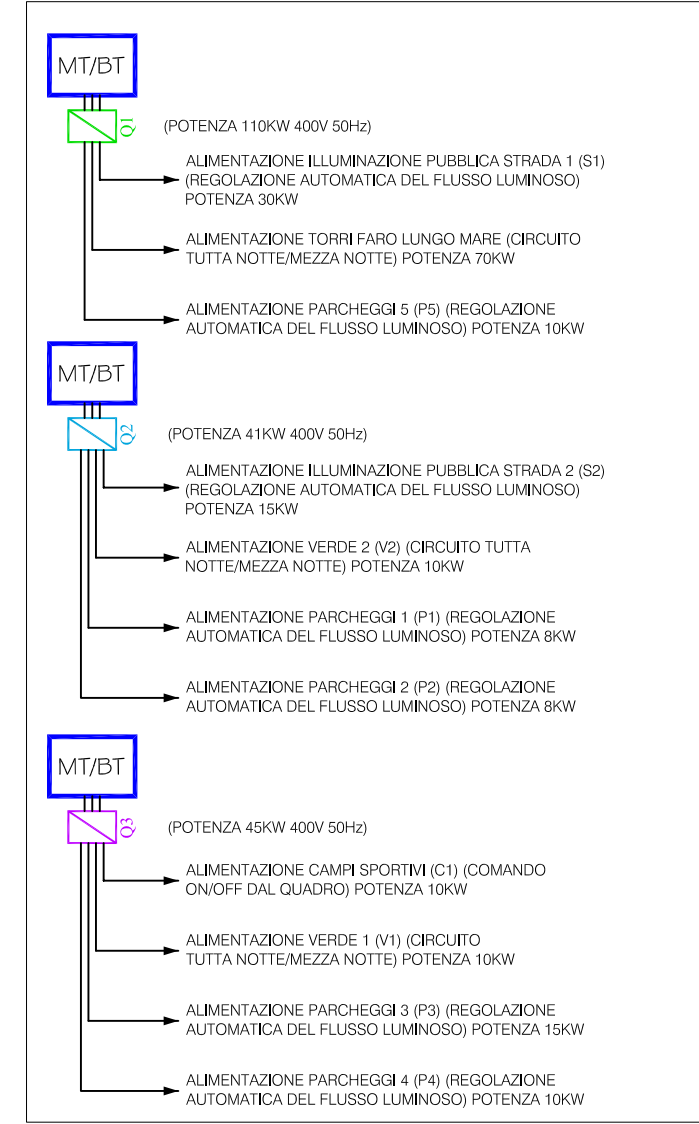 MT/BT
Q1
(POTENZA 110KW 400V 50Hz)
ALIMENTAZIONE ILLUMINAZIONE PUBBLICA STRADA 1 (S1)
(REGOLAZIONE AUTOMATICA DEL FLUSSO LUMINOSO)
POTENZA 30KW
ALIMENTAZIONE TORRI FARO LUNGO MARE (CIRCUITO
TUTTA NOTTE/MEZZA NOTTE) POTENZA 70KW
ALIMENTAZIONE PARCHEGGI 5 (P5) (REGOLAZIONE
AUTOMATICA DEL FLUSSO LUMINOSO) POTENZA 10KW
MT/BT
Q2
(POTENZA 41KW 400V 50Hz)
ALIMENTAZIONE ILLUMINAZIONE PUBBLICA STRADA 2 (S2)
(REGOLAZIONE AUTOMATICA DEL FLUSSO LUMINOSO)
POTENZA 15KW
ALIMENTAZIONE VERDE 2 (V2) (CIRCUITO TUTTA
NOTTE/MEZZA NOTTE) POTENZA 10KW
ALIMENTAZIONE PARCHEGGI 1 (P1) (REGOLAZIONE
AUTOMATICA DEL FLUSSO LUMINOSO) POTENZA 8KW
ALIMENTAZIONE PARCHEGGI 2 (P2) (REGOLAZIONE
AUTOMATICA DEL FLUSSO LUMINOSO) POTENZA 8KW
MT/BT
Q3
(POTENZA 45KW 400V 50Hz)
ALIMENTAZIONE CAMPI SPORTIVI (C1) (COMANDO
ON/OFF DAL QUADRO) POTENZA 10KW
ALIMENTAZIONE VERDE 1 (V1) (CIRCUITO
TUTTA NOTTE/MEZZA NOTTE) POTENZA 10KW
ALIMENTAZIONE PARCHEGGI 3 (P3) (REGOLAZIONE
AUTOMATICA DEL FLUSSO LUMINOSO) POTENZA 15KW
ALIMENTAZIONE PARCHEGGI 4 (P4) (REGOLAZIONE
AUTOMATICA DEL FLUSSO LUMINOSO) POTENZA 10KW